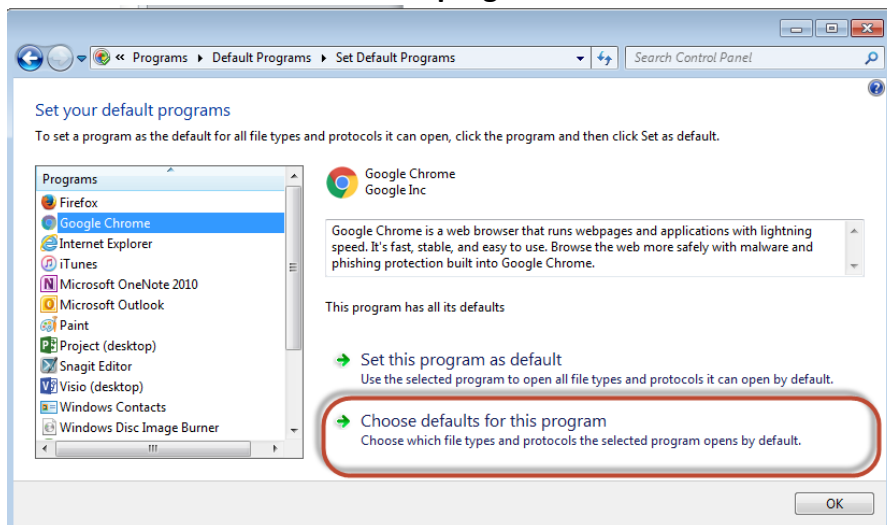 « Programs ▸ Default Programs ▸ Set Default Programs
Search Control Panel
Set your default programs
To set a program as the default for all file types and protocols it can open, click the program and then click Set as default.
Programs
Firefox
Google Chrome
Internet Explorer
iTunes
Microsoft OneNote 2010
Microsoft Outlook
Paint
Project (desktop)
Snagit Editor
Visio (desktop)
Windows Contacts
Windows Disc Image Burner
Google Chrome
Google Inc
Google Chrome is a web browser that runs webpages and applications with lightning
speed. It's fast, stable, and easy to use. Browse the web more safely with malware and
phishing protection built into Google Chrome.
This program has all its defaults
Set this program as default
Use the selected program to open all file types and protocols it can open by default.
Choose defaults for this program
Choose which file types and protocols the selected program opens by default.
OK